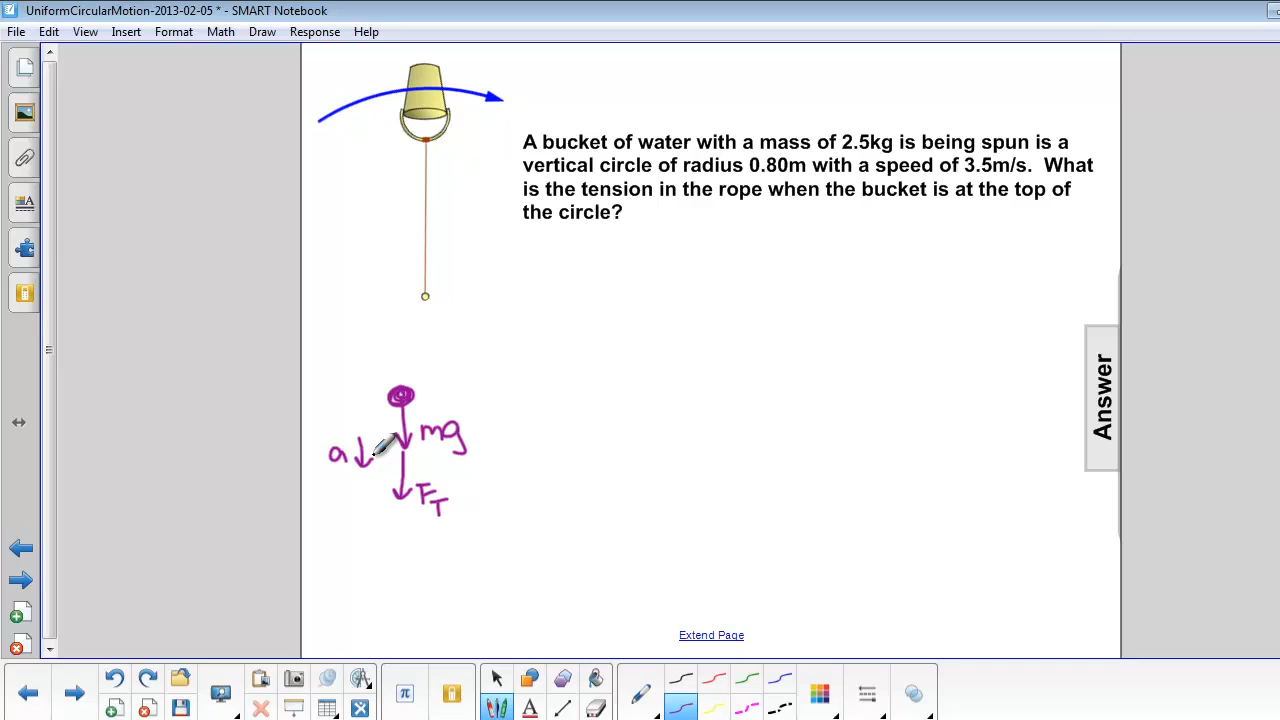 UniformCircularMotion-2013-02-05 * - SMART Notebook
File Edit View Insert Format Math Draw Response Help
A bucket of water with a mass of 2.5kg is being spun is a
vertical circle of radius 0.80m with a speed of 3.5m/s. What
is the tension in the rope when the bucket is at the top of
the circle?
Answer
mg
a
FT
Extend Page
π
A